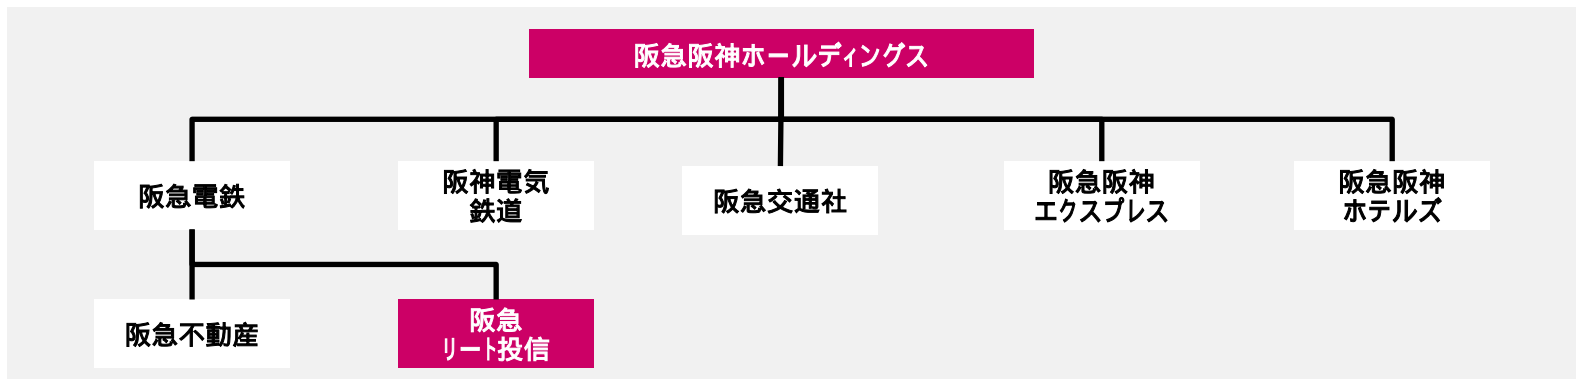 阪急阪神ホールディングス
阪急電鉄
阪神電気
鉄道
阪急交通社
阪急阪神
エクスプレス
阪急阪神
ホテルズ
阪急不動産
阪急
リート投信